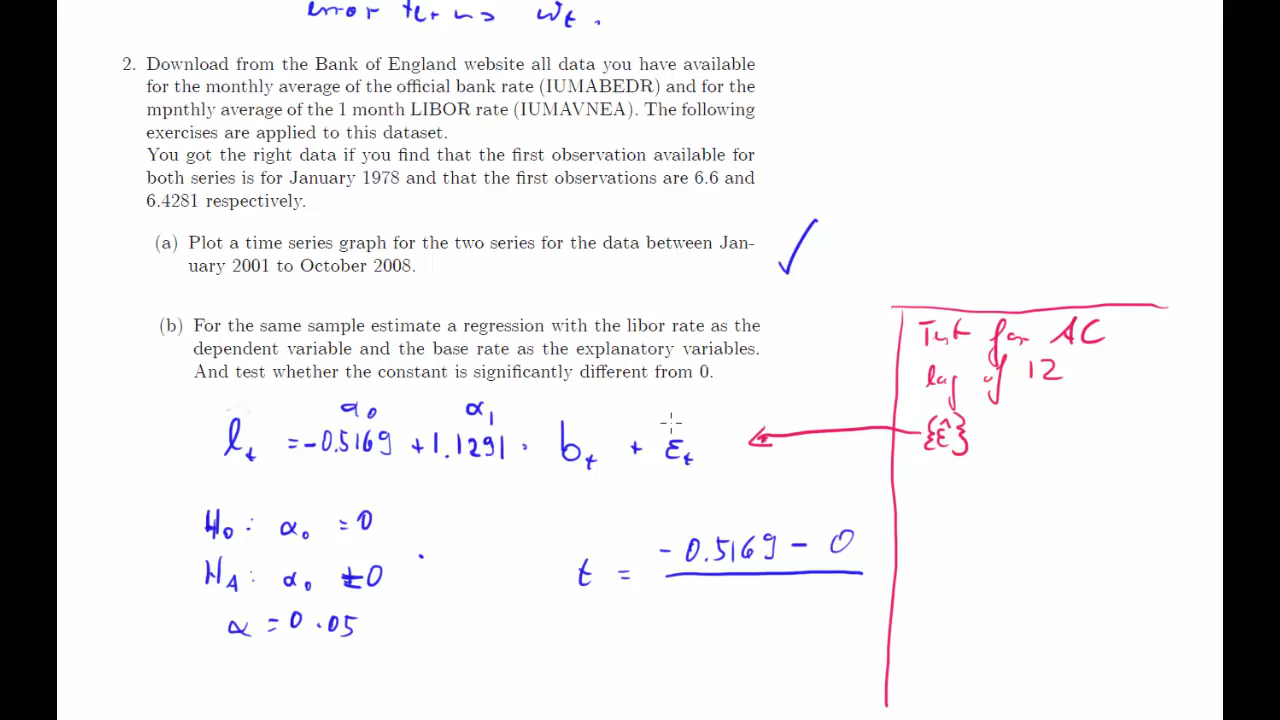 error terms wt.
2. Download from the Bank of England website all data you have available
for the monthly average of the official bank rate (IUMABEDR) and for the
mpnthly average of the 1 month LIBOR rate (IUMAVNEA). The following
exercises are applied to this dataset.
You got the right data if you find that the first observation available for
both series is for January 1978 and that the first observations are 6.6 and
6.4281 respectively.
(a) Plot a time series graph for the two series for the data between Jan-
uary 2001 to October 2008.
(b) For the same sample estimate a regression with the libor rate as the
dependent variable and the base rate as the explanatory variables.
And test whether the constant is significantly different from 0.
α₀ α₁
lₜ = -0.5169 + 1.1291 · bₜ + εₜ
H₀ : α₀ = 0
H_A : α₀ ≠ 0
α = 0.05
t = -0.5169 - 0
Test for AC
lag of 12
{ε̂}